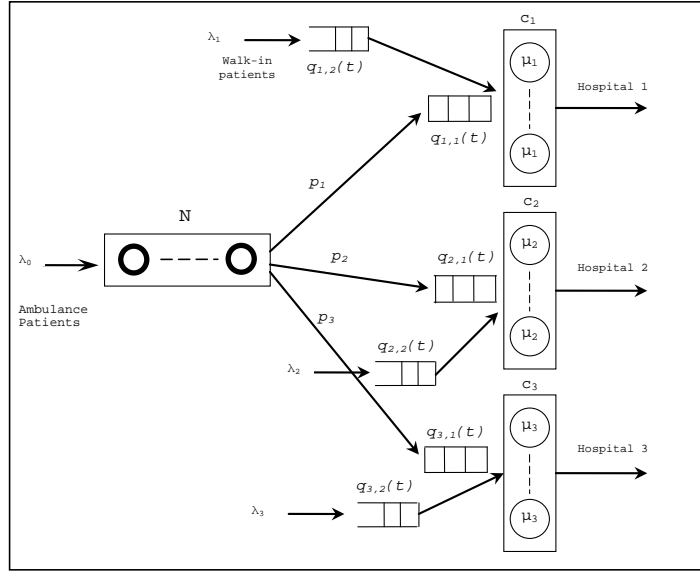 λ₁
Walk-in
patients
q₁,₂(t)
c₁
μ₁
μ₁
Hospital 1
q₁,₁(t)
p₁
N
λ₀
Ambulance
Patients
p₂
p₃
c₂
μ₂
μ₂
Hospital 2
q₂,₁(t)
q₂,₂(t)
λ₂
c₃
μ₃
μ₃
Hospital 3
q₃,₁(t)
q₃,₂(t)
λ₃